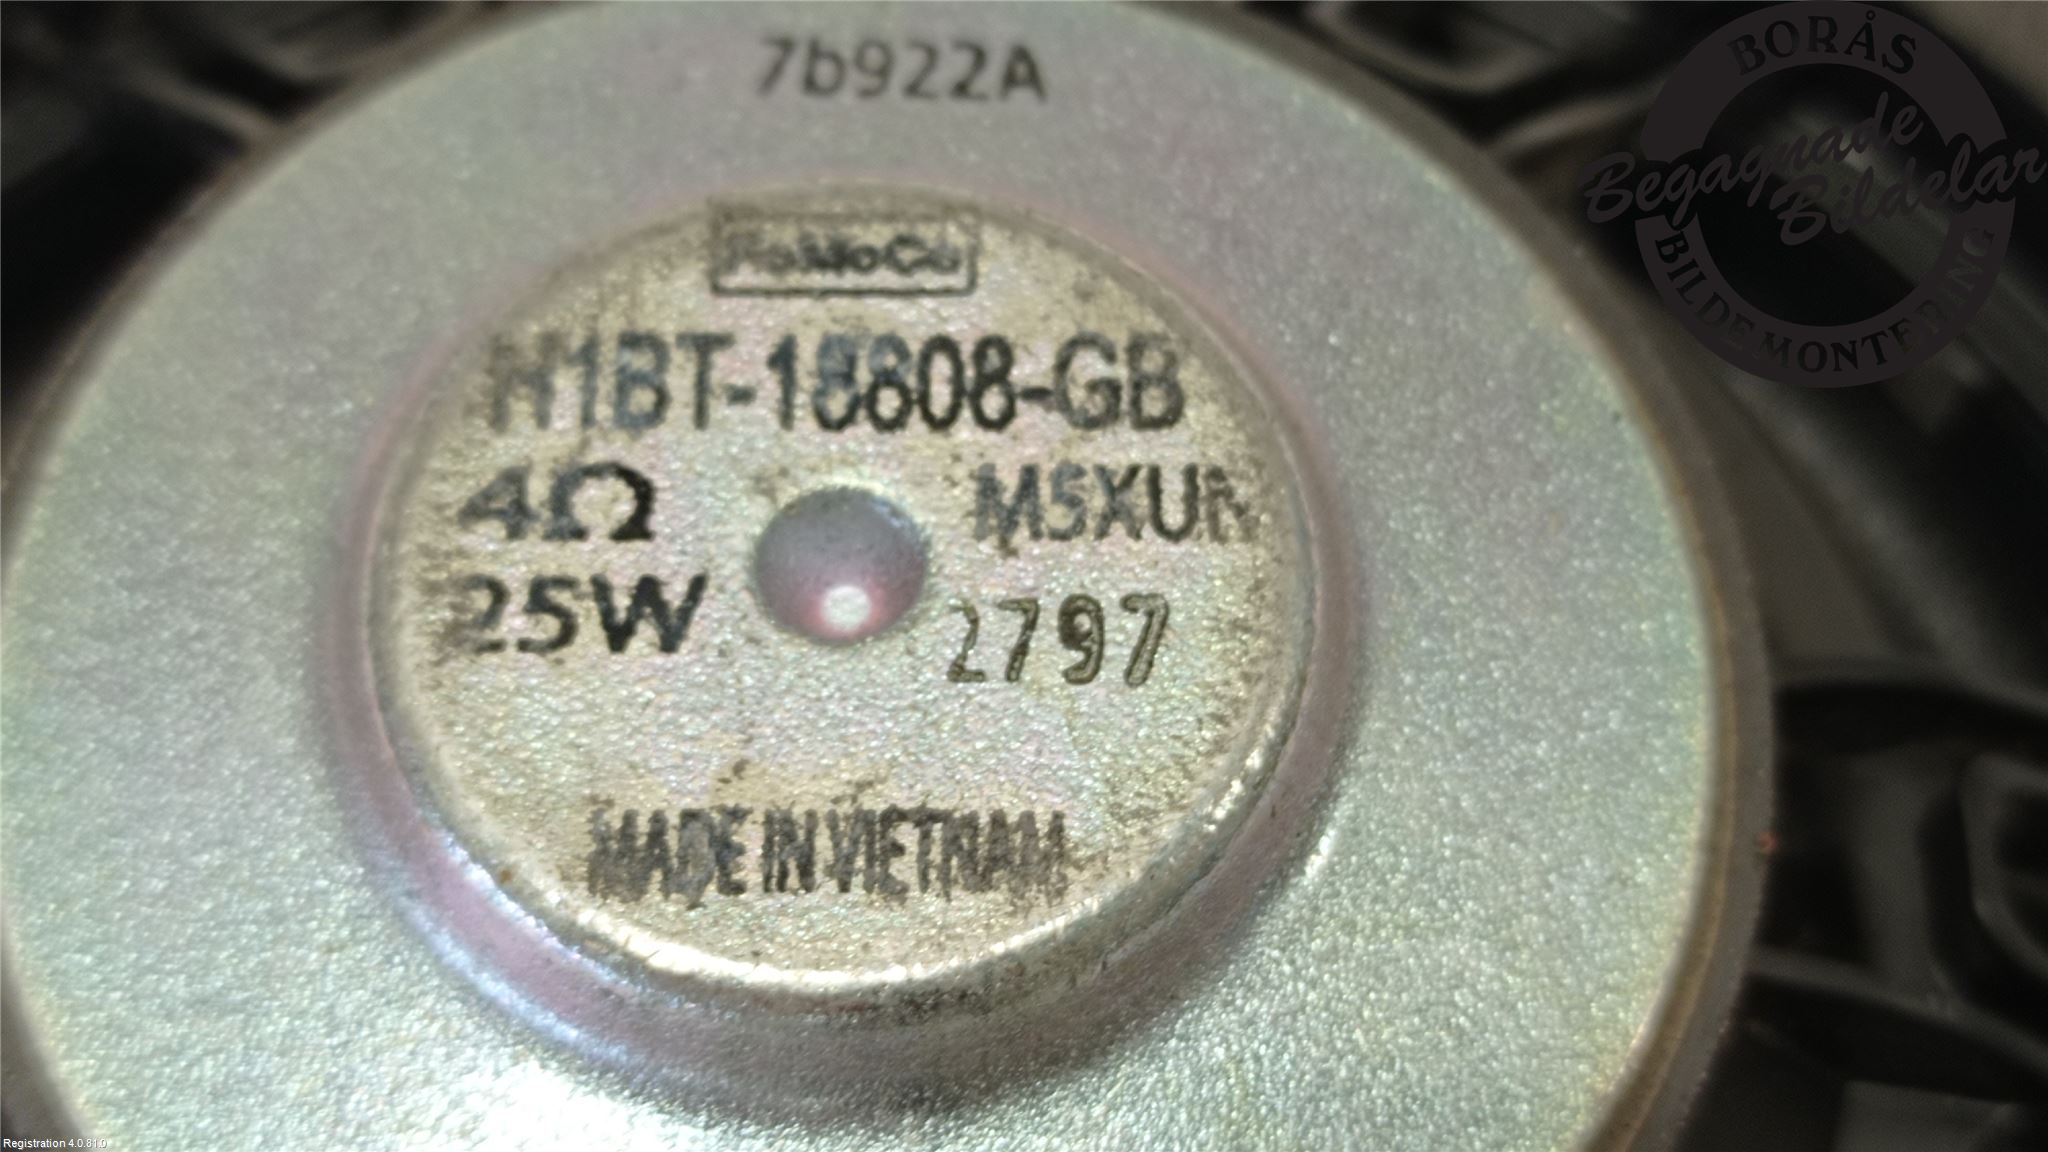 7b922A
FoMoCo
H1BT-18808-GB
4Ω
M5XUN
25W
2797
MADE IN VIETNAM
BORÅS
Begagnade
Bildelar
BILDEMONTERING
Registration 4.0.81.0